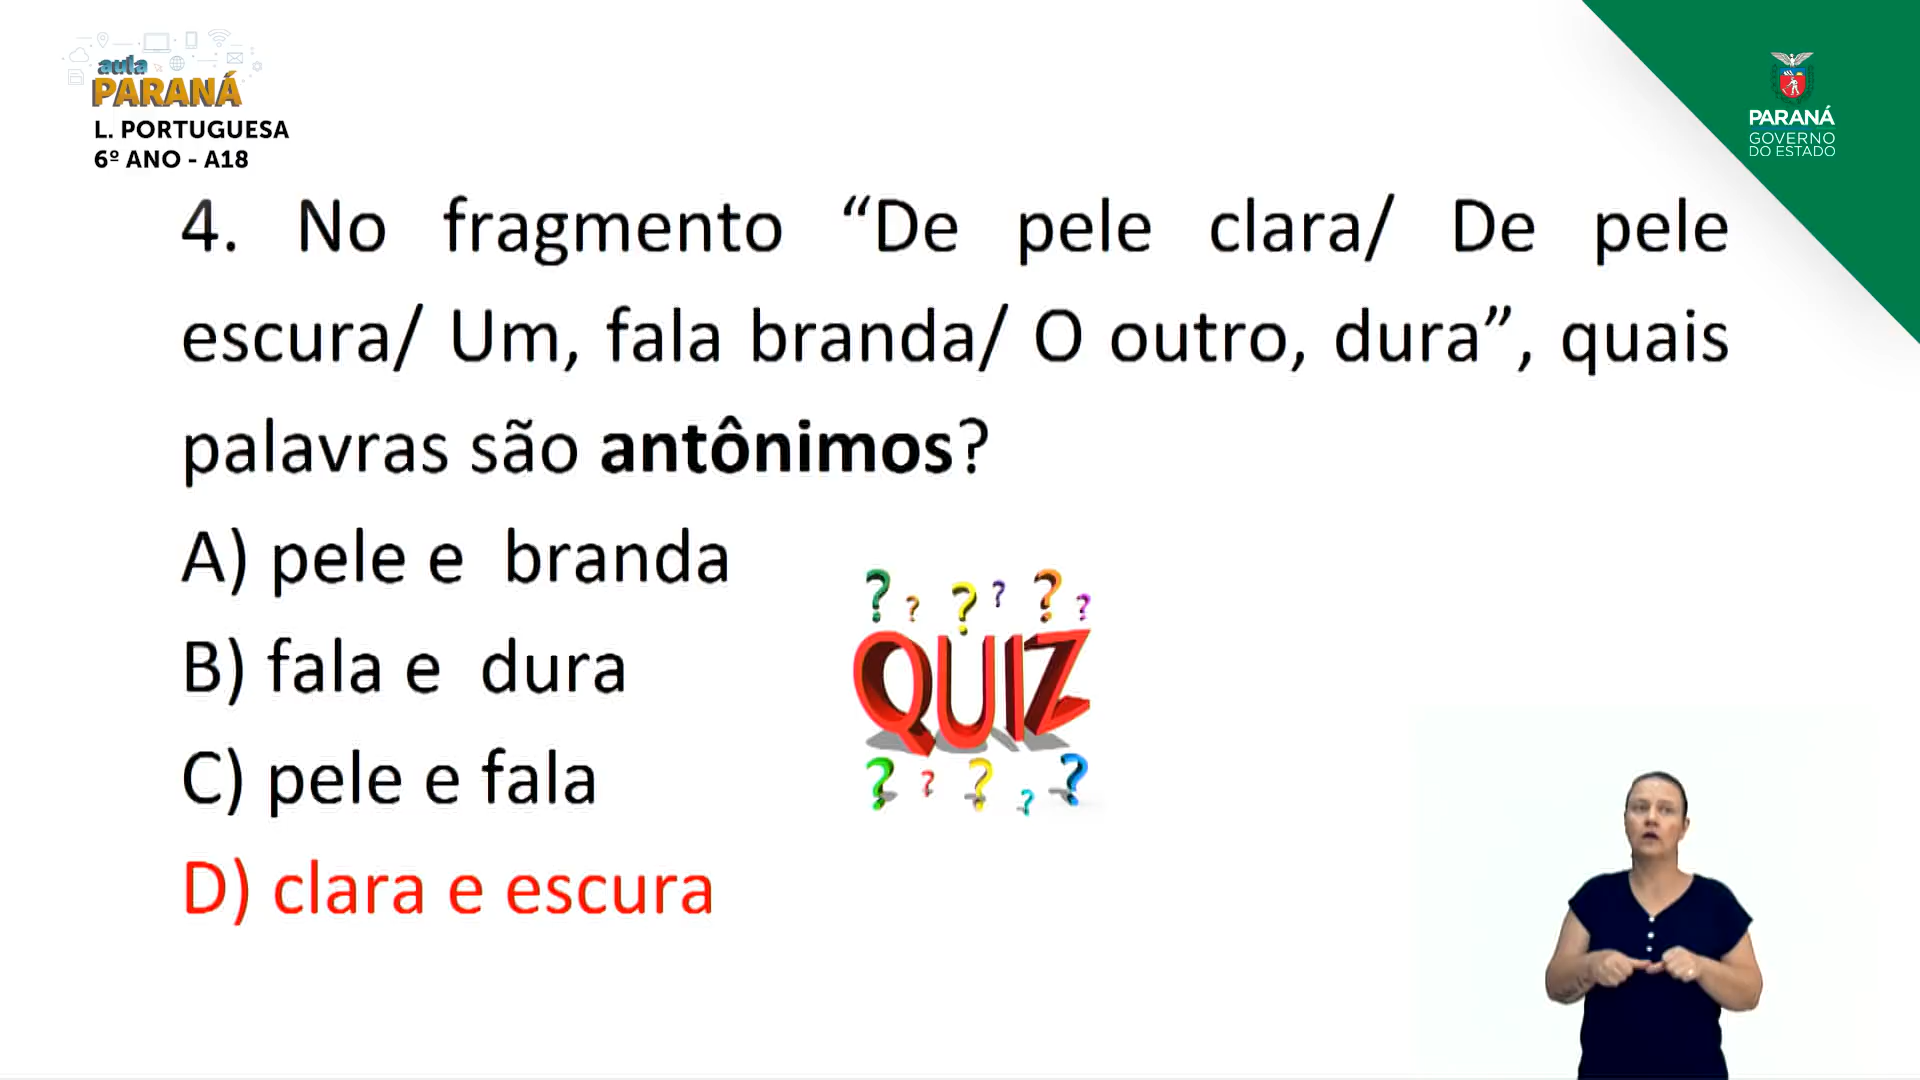 aula
PARANÁ
L. PORTUGUESA
6º ANO - A18
PARANÁ
GOVERNO
DO ESTADO
4. No fragmento “De pele clara/ De pele
escura/ Um, fala branda/ O outro, dura”, quais
palavras são antônimos?
A) pele e branda
B) fala e dura
C) pele e fala
D) clara e escura
QUIZ